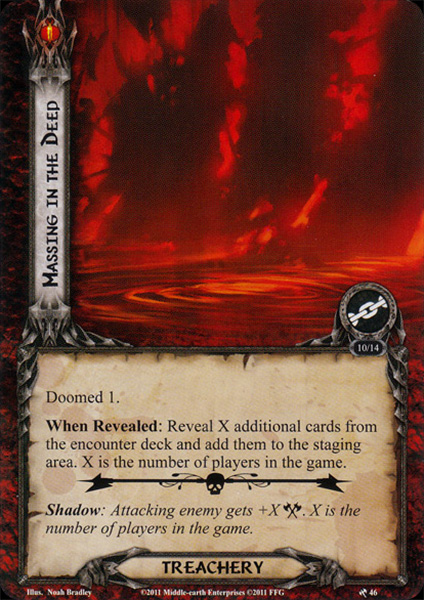 MASSING IN THE DEEP
10/14
Doomed 1.
When Revealed: Reveal X additional cards from
the encounter deck and add them to the staging
area. X is the number of players in the game.
Shadow: Attacking enemy gets +X . X is the
number of players in the game.
TREACHERY
Illus. Noah Bradley ©2011 Middle-earth Enterprises ©2011 FFG 46